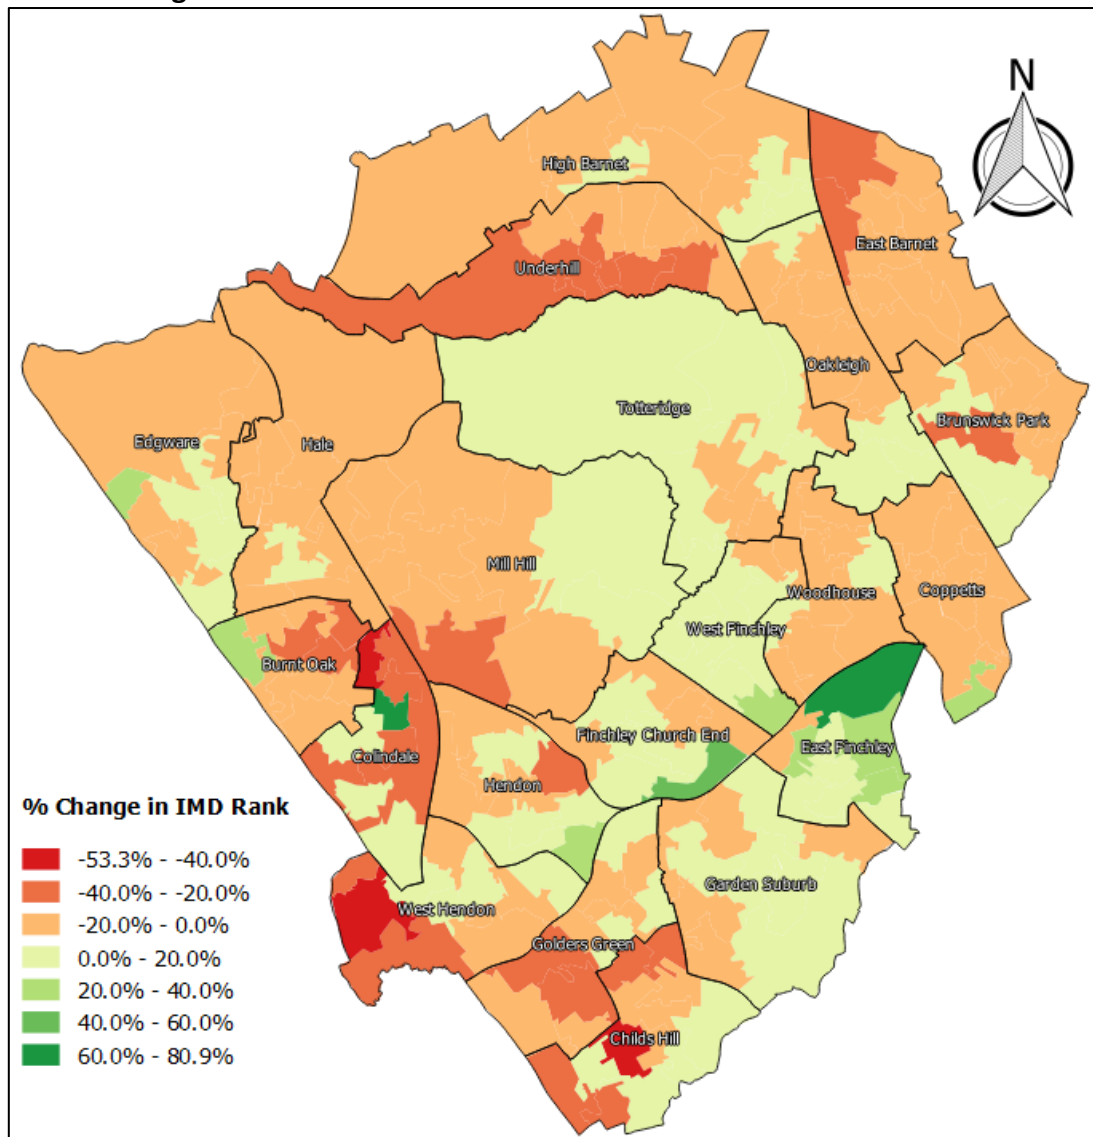 N
High Barnet
East Barnet
Underhill
Oakleigh
Totteridge
Brunswick Park
Edgware
Hale
Mill Hill
Woodhouse
Coppetts
West Finchley
Burnt Oak
Finchley Church End
East Finchley
Colindale
Hendon
% Change in IMD Rank
-53.3% - -40.0%
-40.0% - -20.0%
-20.0% - 0.0%
0.0% - 20.0%
20.0% - 40.0%
40.0% - 60.0%
60.0% - 80.9%
Garden Suburb
West Hendon
Golders Green
Childs Hill